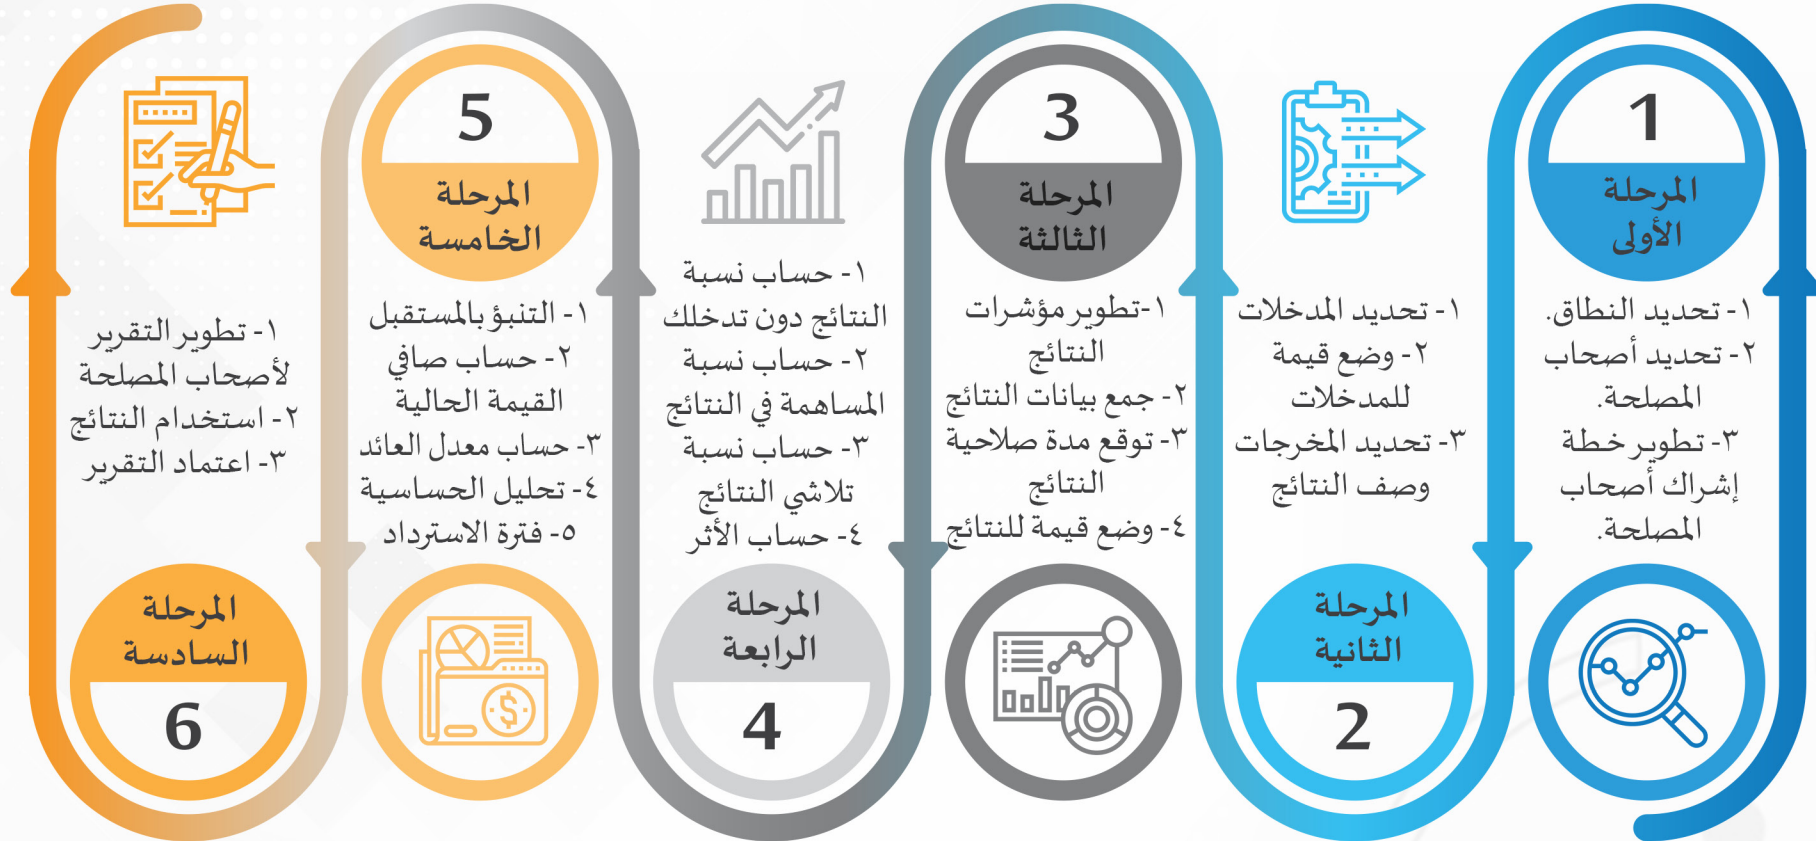 1
المرحلة
الأولى
١- تحديد النطاق.
٢- تحديد أصحاب
المصلحة.
٣- تطوير خطة
إشراك أصحاب
المصلحة.
المرحلة
الثانية
2
١- تحديد المدخلات
٢- وضع قيمة
للمدخلات
٣- تحديد المخرجات
وصف النتائج
3
المرحلة
الثالثة
١-تطوير مؤشرات
النتائج
٢- جمع بيانات النتائج
٣- توقع مدة صلاحية
النتائج
٤- وضع قيمة للنتائج
المرحلة
الرابعة
4
١- حساب نسبة
النتائج دون تدخلك
٢- حساب نسبة
المساهمة في النتائج
٣- حساب نسبة
تلاشي النتائج
٤- حساب الأثر
5
المرحلة
الخامسة
١- التنبؤ بالمستقبل
٢- حساب صافي
القيمة الحالية
٣- حساب معدل العائد
٤- تحليل الحساسية
٥- فترة الاسترداد
المرحلة
السادسة
6
١- تطوير التقرير
لأصحاب المصلحة
٢- استخدام النتائج
٣- اعتماد التقرير